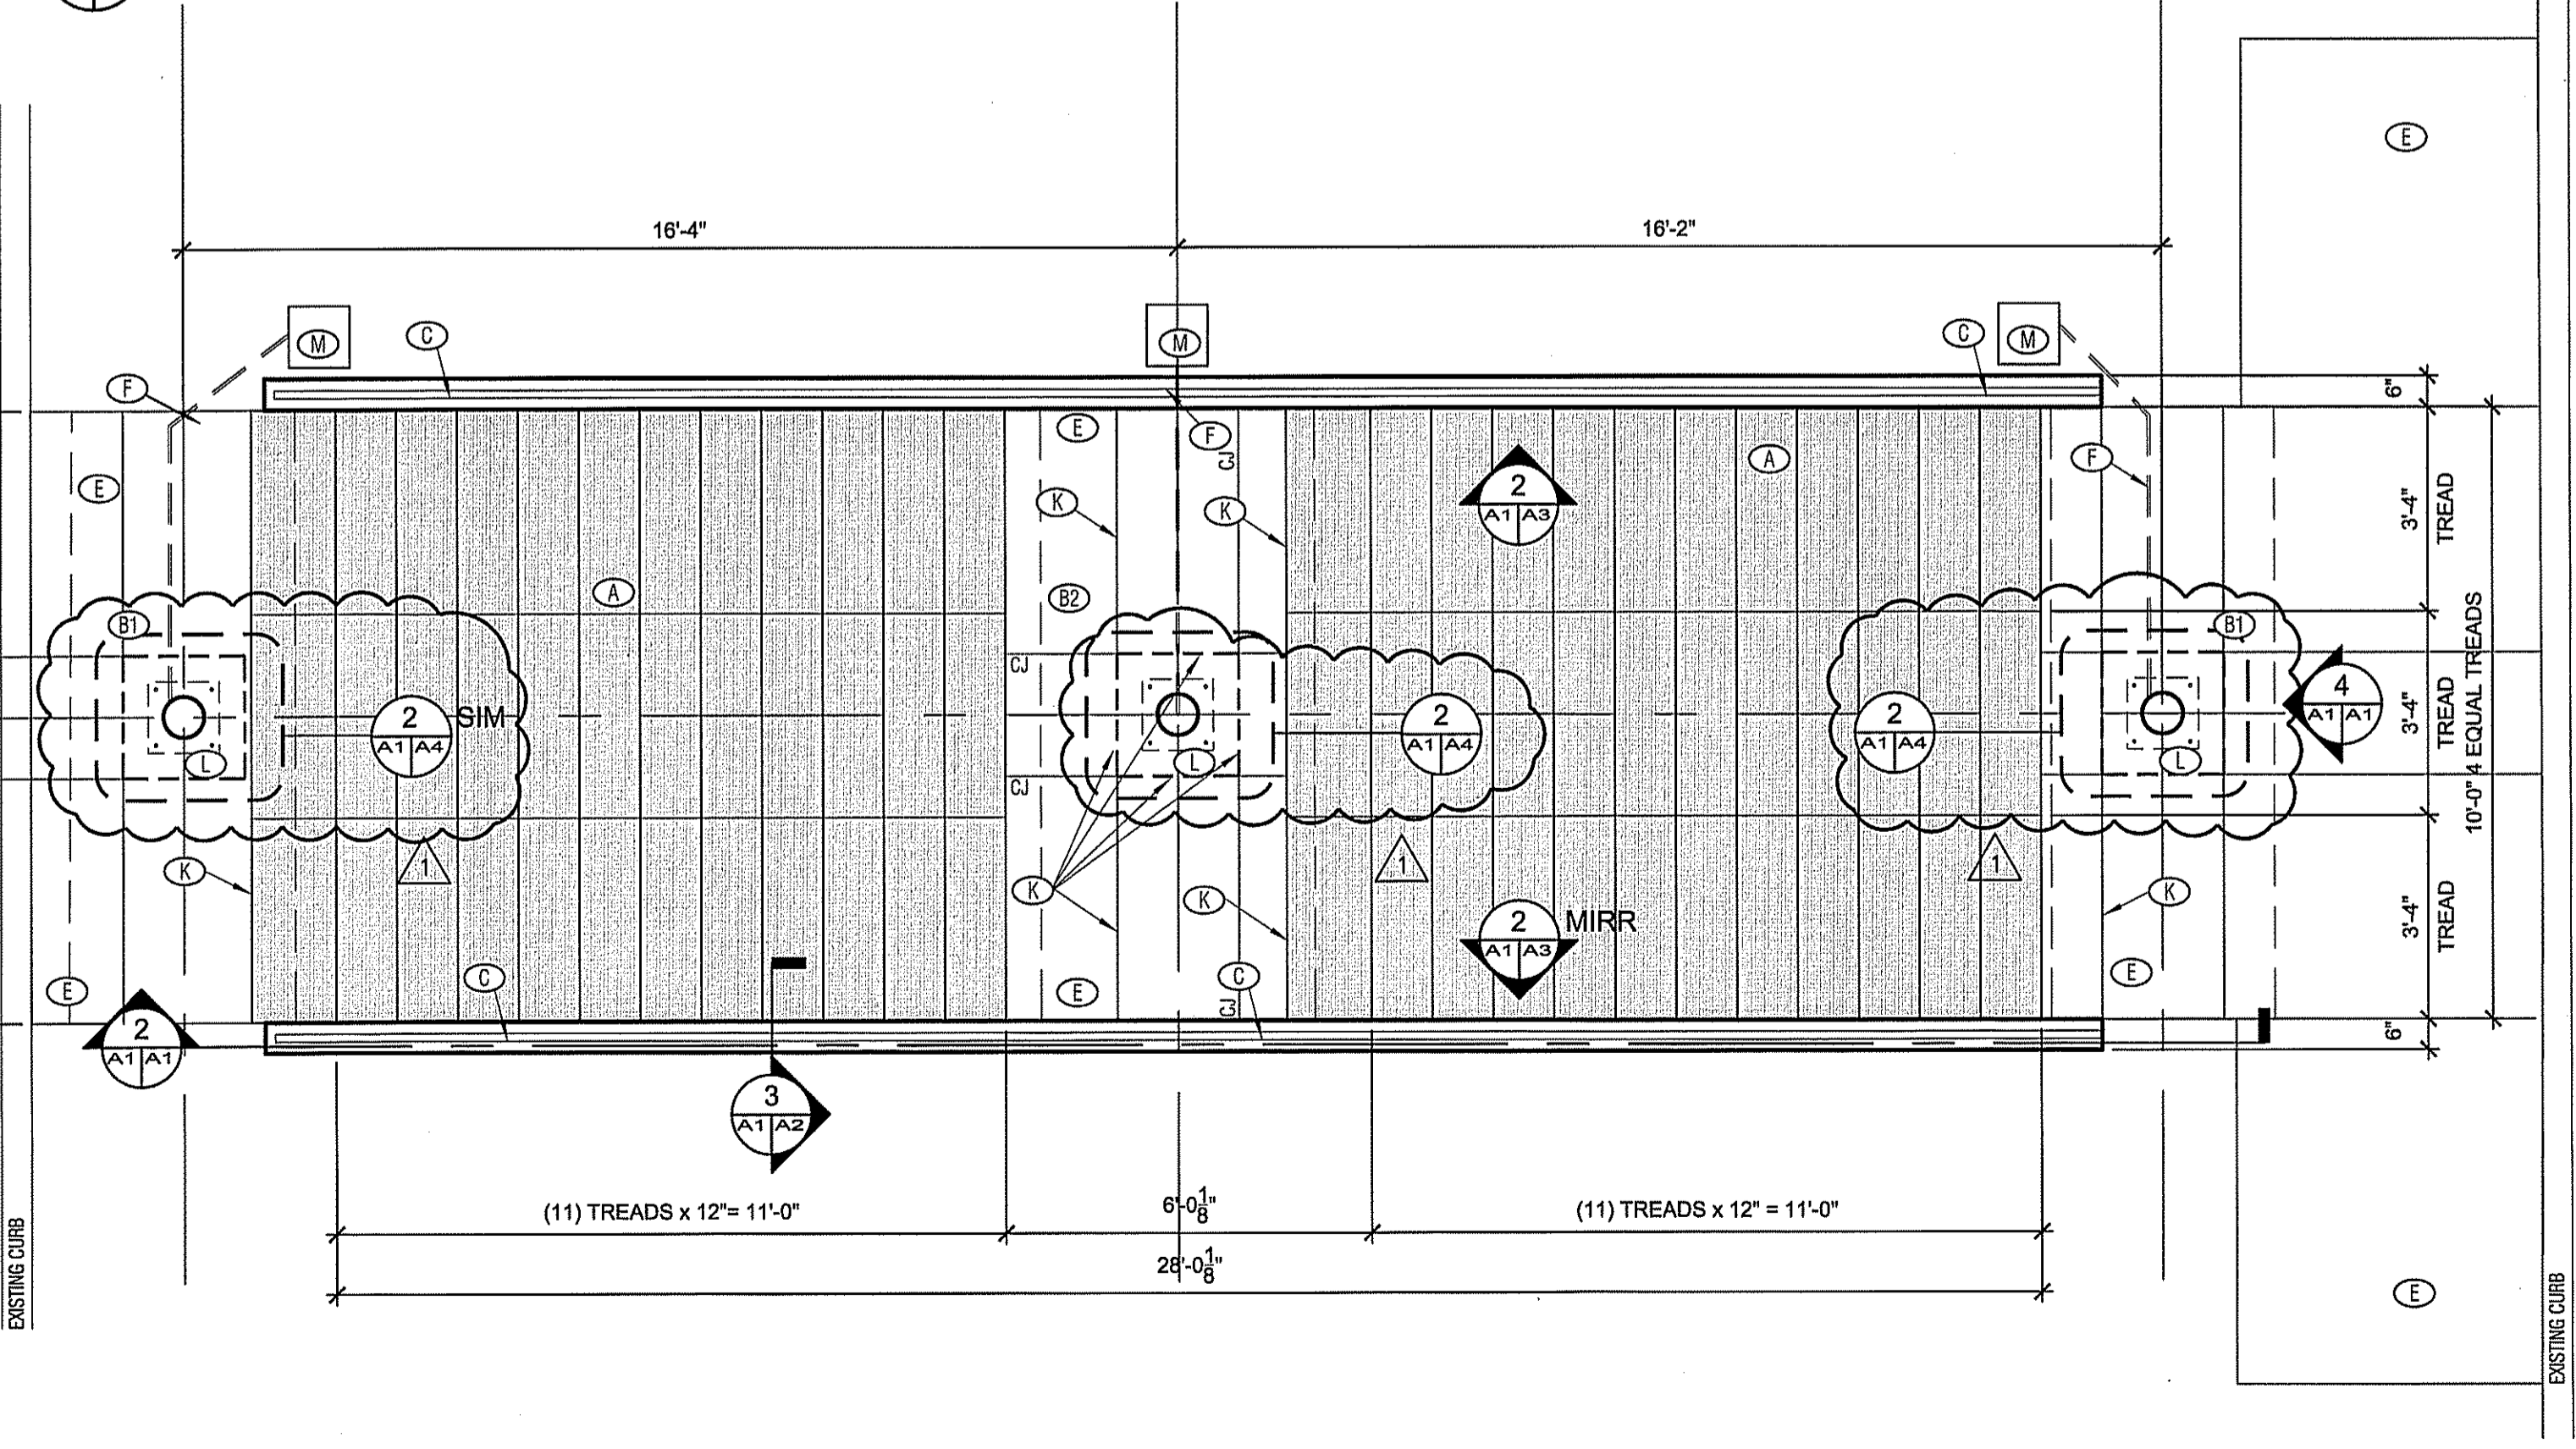 16'-4"
16'-2"
E
M
C
M
C
M
F
6"
E
F
CJ
A
F
E
K
K
2
A1 A3
3'-4"
TREAD
A
B2
B1
B1
CJ
2
A1 A4
SIM
L
L
2
A1 A4
2
A1 A4
L
4
A1 A1
3'-4"
TREAD
10'-0" 4 EQUAL TREADS
CJ
1
1
1
K
K
K
K
2
A1 A3
MIRR
3'-4"
TREAD
E
C
E
C
CJ
E
2
A1 A1
6"
3
A1 A2
(11) TREADS x 12"= 11'-0"
6'-0 1/8"
(11) TREADS x 12" = 11'-0"
28'-0 1/8"
E
EXISTING CURB
EXISTING CURB